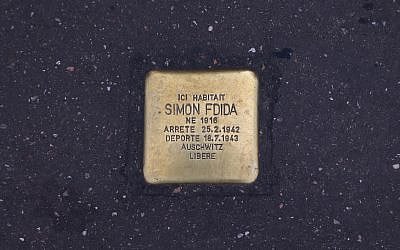 ICI HABITAIT
SIMON FDIDA
NE 1916
ARRETE 25.2.1942
DEPORTE 18.7.1943
AUSCHWITZ
LIBERE